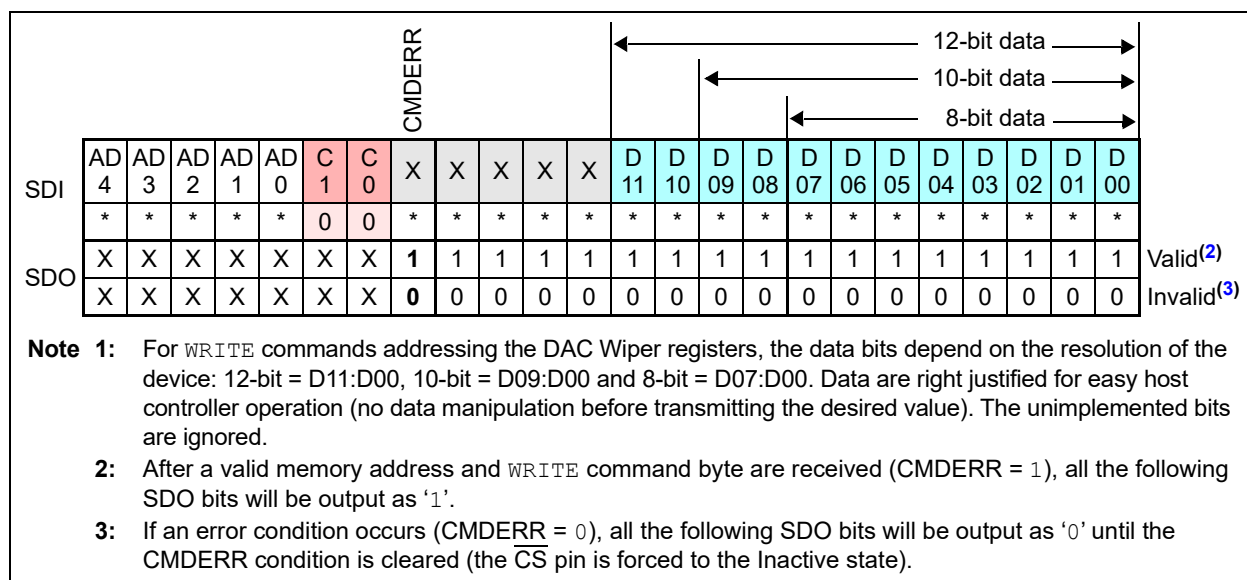 CMDERR
12-bit data
10-bit data
8-bit data
SDI
AD 4 AD 3 AD 2 AD 1 AD 0 C 1 C 0 X X X X X D 11 D 10 D 09 D 08 D 07 D 06 D 05 D 04 D 03 D 02 D 01 D 00
* * * * * 0 0 * * * * * * * * * * * * * * * * *
SDO
X X X X X X X 1 1 1 1 1 1 1 1 1 1 1 1 1 1 1 1 1 Valid(2)
X X X X X X X 0 0 0 0 0 0 0 0 0 0 0 0 0 0 0 0 0 Invalid(3)
Note 1: For WRITE commands addressing the DAC Wiper registers, the data bits depend on the resolution of the
device: 12-bit = D11:D00, 10-bit = D09:D00 and 8-bit = D07:D00. Data are right justified for easy host
controller operation (no data manipulation before transmitting the desired value). The unimplemented bits
are ignored.
2: After a valid memory address and WRITE command byte are received (CMDERR = 1), all the following
SDO bits will be output as ‘1’.
3: If an error condition occurs (CMDERR = 0), all the following SDO bits will be output as ‘0’ until the
CMDERR condition is cleared (the CS pin is forced to the Inactive state).